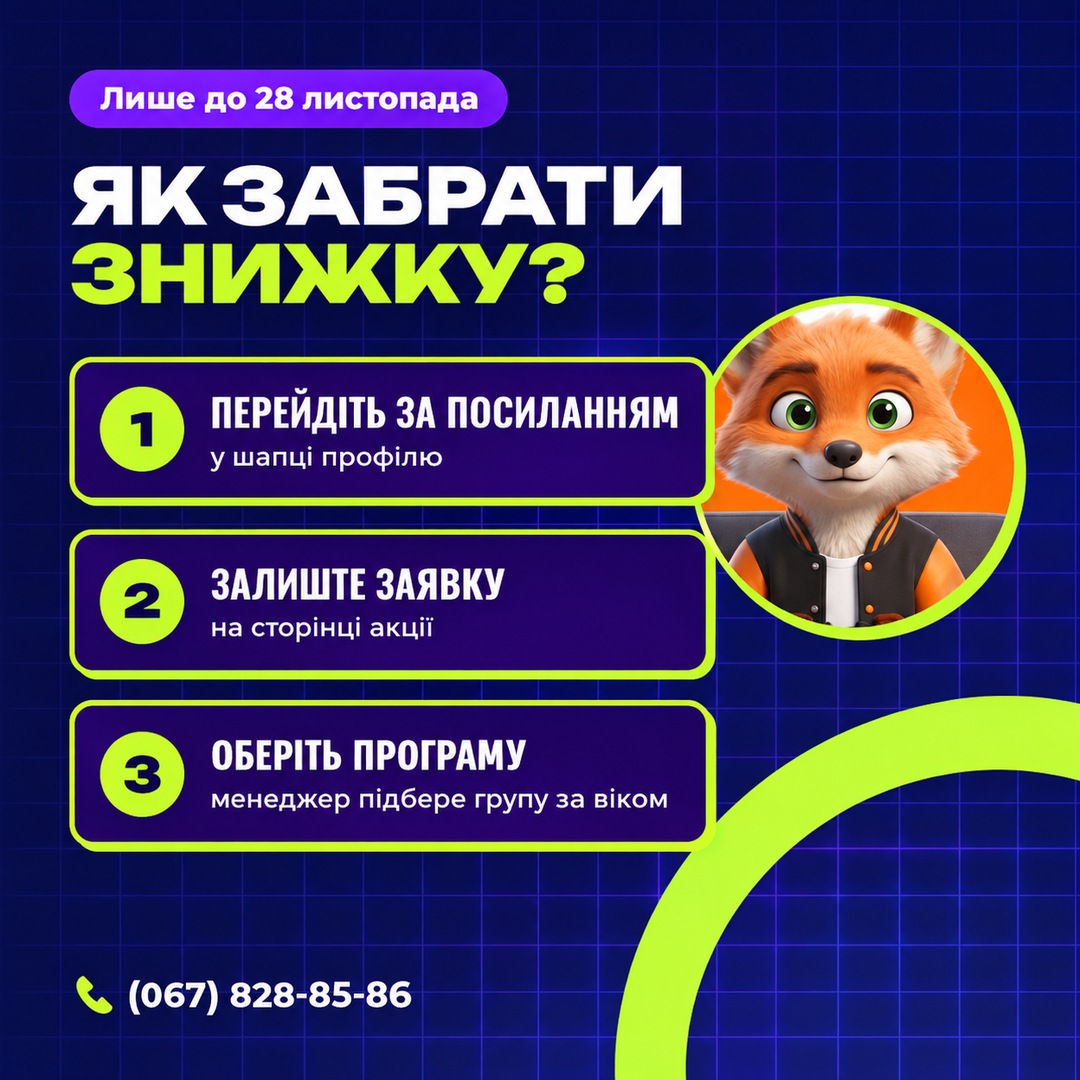 Лише до 28 листопада
ЯК ЗАБРАТИ
ЗНИЖКУ?
1
ПЕРЕЙДІТЬ ЗА ПОСИЛАННЯМ
у шапці профілю
2
ЗАЛИШТЕ ЗАЯВКУ
на сторінці акції
3
ОБЕРІТЬ ПРОГРАМУ
менеджер підбере групу за віком
(067) 828-85-86